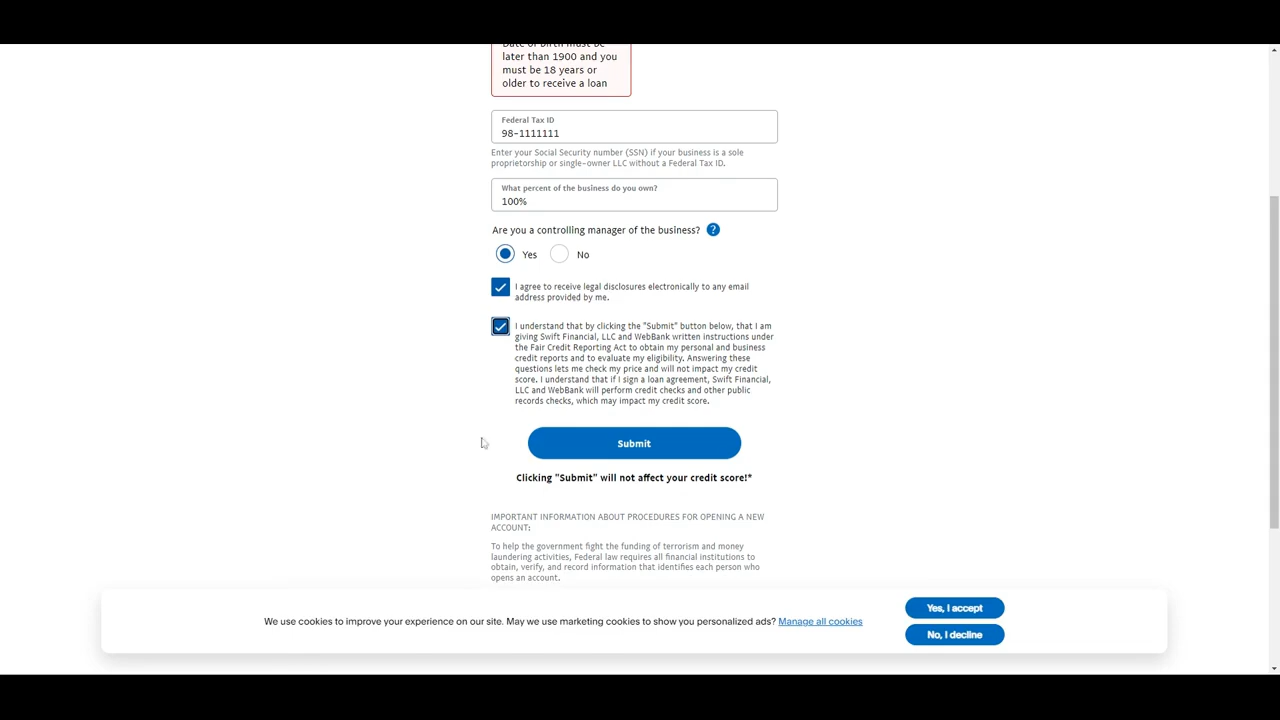 Date of birth must be
later than 1900 and you
must be 18 years or
older to receive a loan
Federal Tax ID
98-1111111
Enter your Social Security number (SSN) if your business is a sole
proprietorship or single-owner LLC without a Federal Tax ID.
What percent of the business do you own?
100%
Are you a controlling manager of the business? ?
Yes No
I agree to receive legal disclosures electronically to any email
address provided by me.
I understand that by clicking the "Submit" button below, that I am
giving Swift Financial, LLC and WebBank written instructions under
the Fair Credit Reporting Act to obtain my personal and business
credit reports and to evaluate my eligibility. Answering these
questions lets me check my price and will not impact my credit
score. I understand that if I sign a loan agreement, Swift Financial,
LLC and WebBank will perform credit checks and other public
records checks, which may impact my credit score.
Submit
Clicking "Submit" will not affect your credit score!*
IMPORTANT INFORMATION ABOUT PROCEDURES FOR OPENING A NEW
ACCOUNT:
To help the government fight the funding of terrorism and money
laundering activities, Federal law requires all financial institutions to
obtain, verify, and record information that identifies each person who
opens an account.
We use cookies to improve your experience on our site. May we use marketing cookies to show you personalized ads? Manage all cookies
Yes, I accept
No, I decline